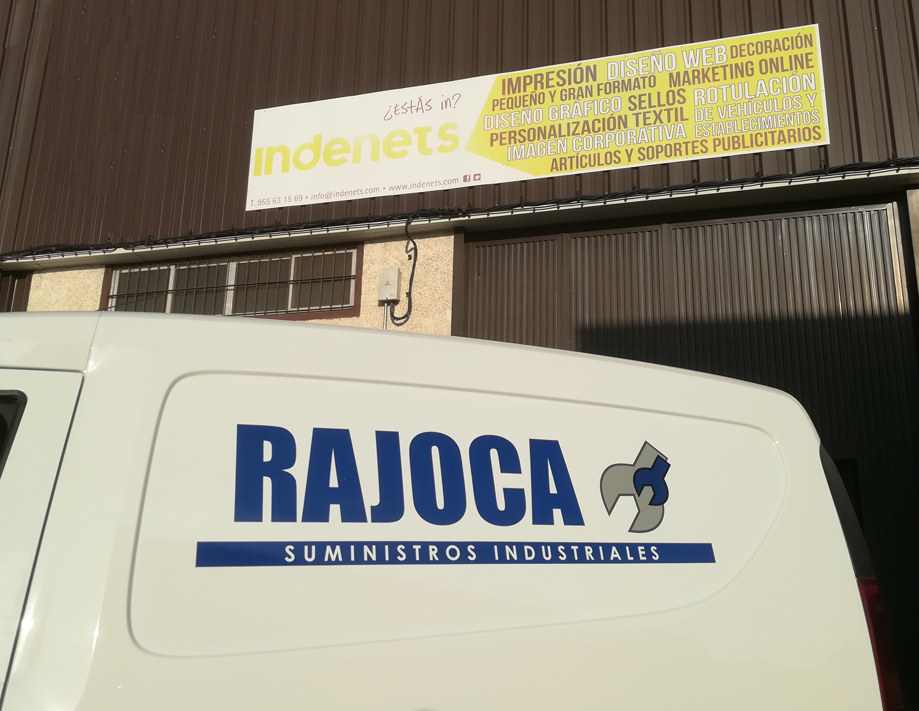 ¿EStÁS in?
indenets
T. 955 63 15 69 • info@indenets.com • www.indenets.com
IMPRESIÓN DISEÑO WEB DECORACIÓN
PEQUEÑO Y GRAN FORMATO MARKETING ONLINE
DISEÑO GRÁFICO SELLOS ROTULACIÓN
PERSONALIZACIÓN TEXTIL DE VEHÍCULOS Y
IMAGEN CORPORATIVA ESTABLECIMIENTOS
ARTÍCULOS Y SOPORTES PUBLICITARIOS
RAJOCA
SUMINISTROS INDUSTRIALES